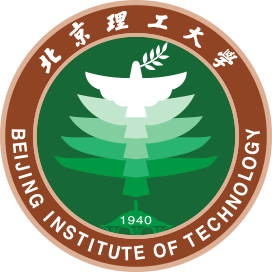 北京理工大學
1940
BEIJING INSTITUTE OF TECHNOLOGY